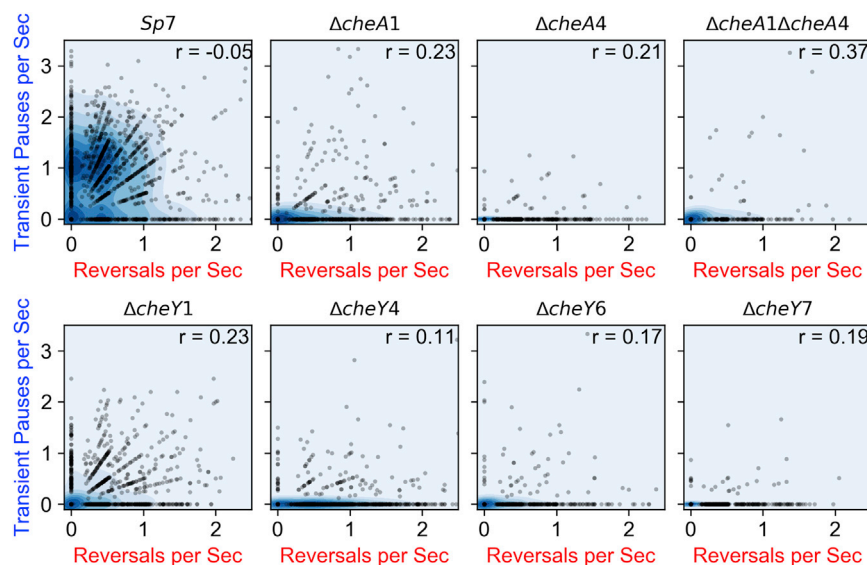 Sp7 ΔcheA1 ΔcheA4 ΔcheA1ΔcheA4
r = -0.05 r = 0.23 r = 0.21 r = 0.37
Transient Pauses per Sec
3
2
1
0
0 1 2 0 1 2 0 1 2 0 1 2
Reversals per Sec Reversals per Sec Reversals per Sec Reversals per Sec
ΔcheY1 ΔcheY4 ΔcheY6 ΔcheY7
r = 0.23 r = 0.11 r = 0.17 r = 0.19
Transient Pauses per Sec
3
2
1
0
0 1 2 0 1 2 0 1 2 0 1 2
Reversals per Sec Reversals per Sec Reversals per Sec Reversals per Sec